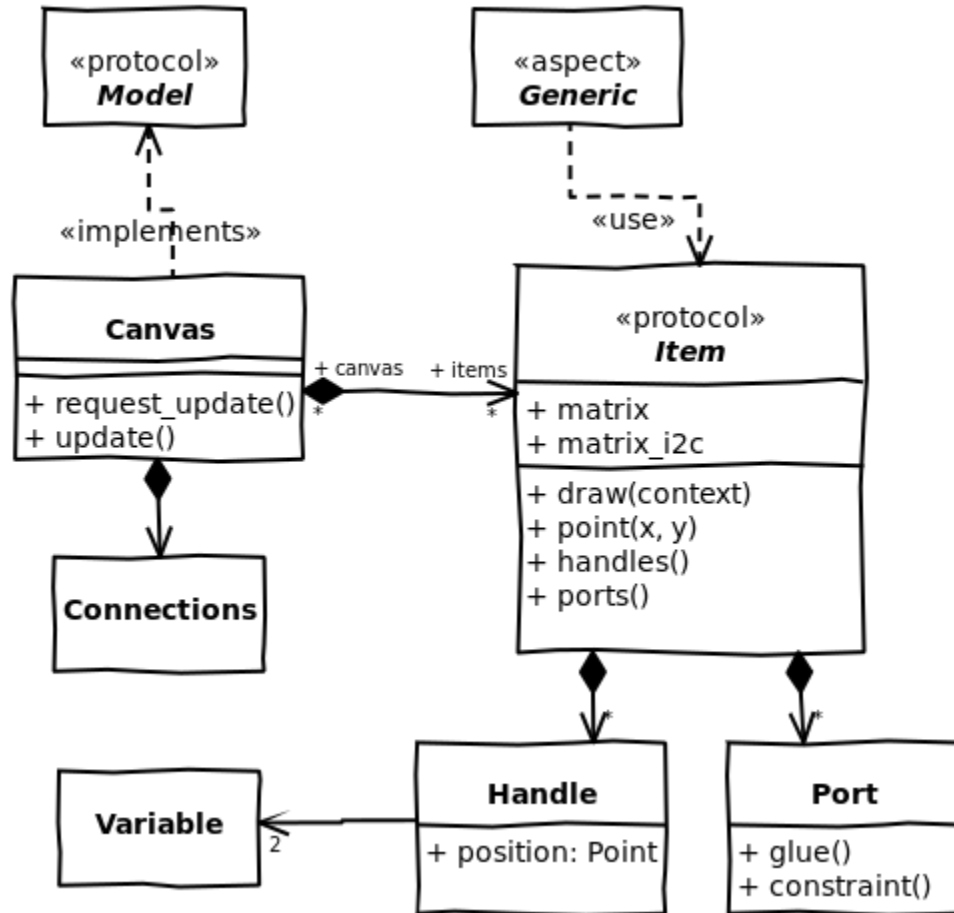 «protocol»
Model
«aspect»
Generic
«implements»
«use»
Canvas
+ request_update()
+ update()
+ canvas
*
+ items
*
«protocol»
Item
+ matrix
+ matrix_i2c
+ draw(context)
+ point(x, y)
+ handles()
+ ports()
Connections
*
*
Variable
2
Handle
+ position: Point
Port
+ glue()
+ constraint()